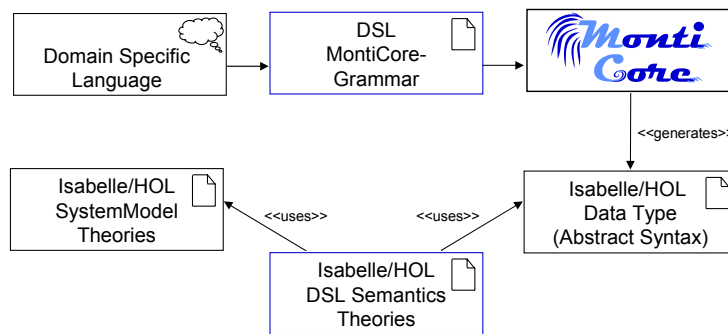 Domain Specific
Language
DSL
MontiCore-
Grammar
Monti
Core
<<generates>>
Isabelle/HOL
SystemModel
Theories
<<uses>>
<<uses>>
Isabelle/HOL
Data Type
(Abstract Syntax)
Isabelle/HOL
DSL Semantics
Theories